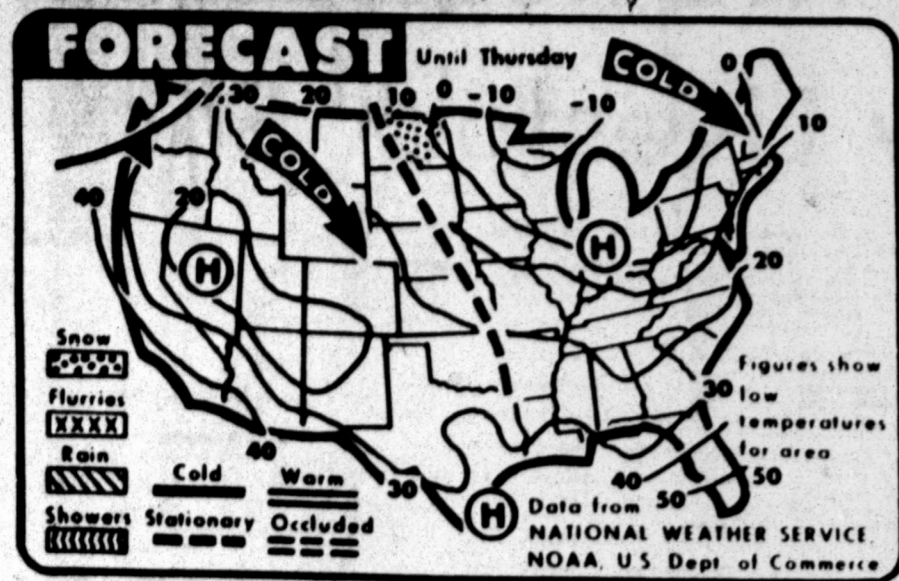 FORECAST
Until Thursday
COLD
0
30 20 10 0 -10 -10
10
COLD
40 20
H
H
20
Snow
Flurries
Rain
Showers
Cold
Stationary
Warm
Occluded
40
30
H
30
40
50
50
Figures show
low
temperatures
for area
Data from
NATIONAL WEATHER SERVICE,
NOAA, U.S. Dept. of Commerce